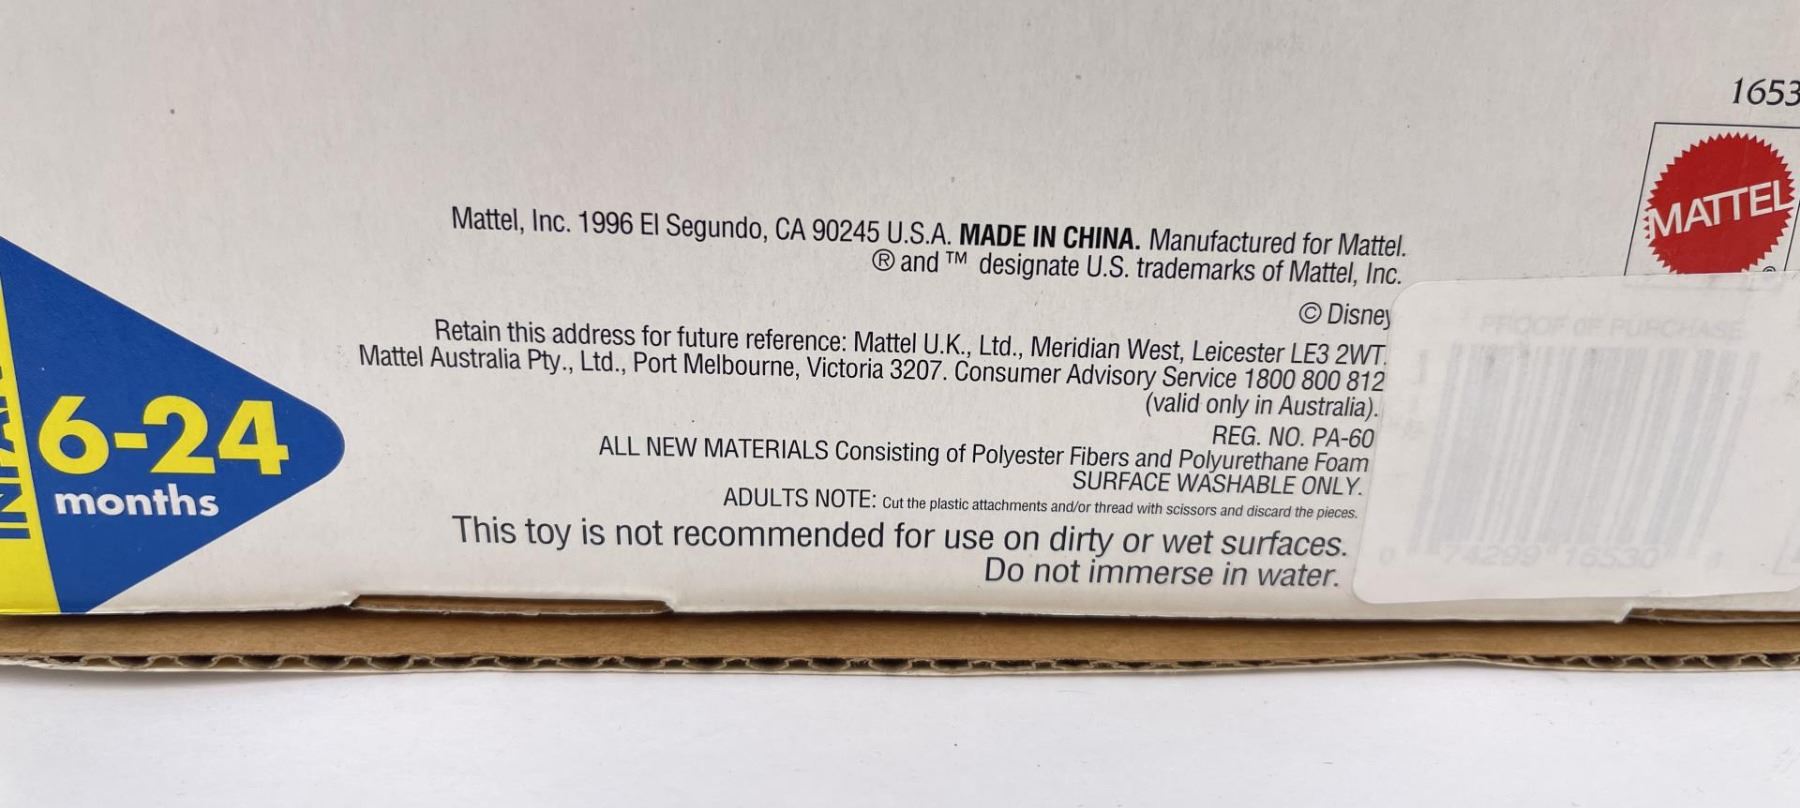 1653
MATTEL
®
Mattel, Inc. 1996 El Segundo, CA 90245 U.S.A. MADE IN CHINA. Manufactured for Mattel.
® and ™ designate U.S. trademarks of Mattel, Inc.
© Disney
Retain this address for future reference: Mattel U.K., Ltd., Meridian West, Leicester LE3 2WT.
Mattel Australia Pty., Ltd., Port Melbourne, Victoria 3207. Consumer Advisory Service 1800 800 812
(valid only in Australia).
REG. NO. PA-60
ALL NEW MATERIALS Consisting of Polyester Fibers and Polyurethane Foam
SURFACE WASHABLE ONLY.
ADULTS NOTE: Cut the plastic attachments and/or thread with scissors and discard the pieces.
This toy is not recommended for use on dirty or wet surfaces.
Do not immerse in water.
6-24
months
PROOF OF PURCHASE
0 74299 16530